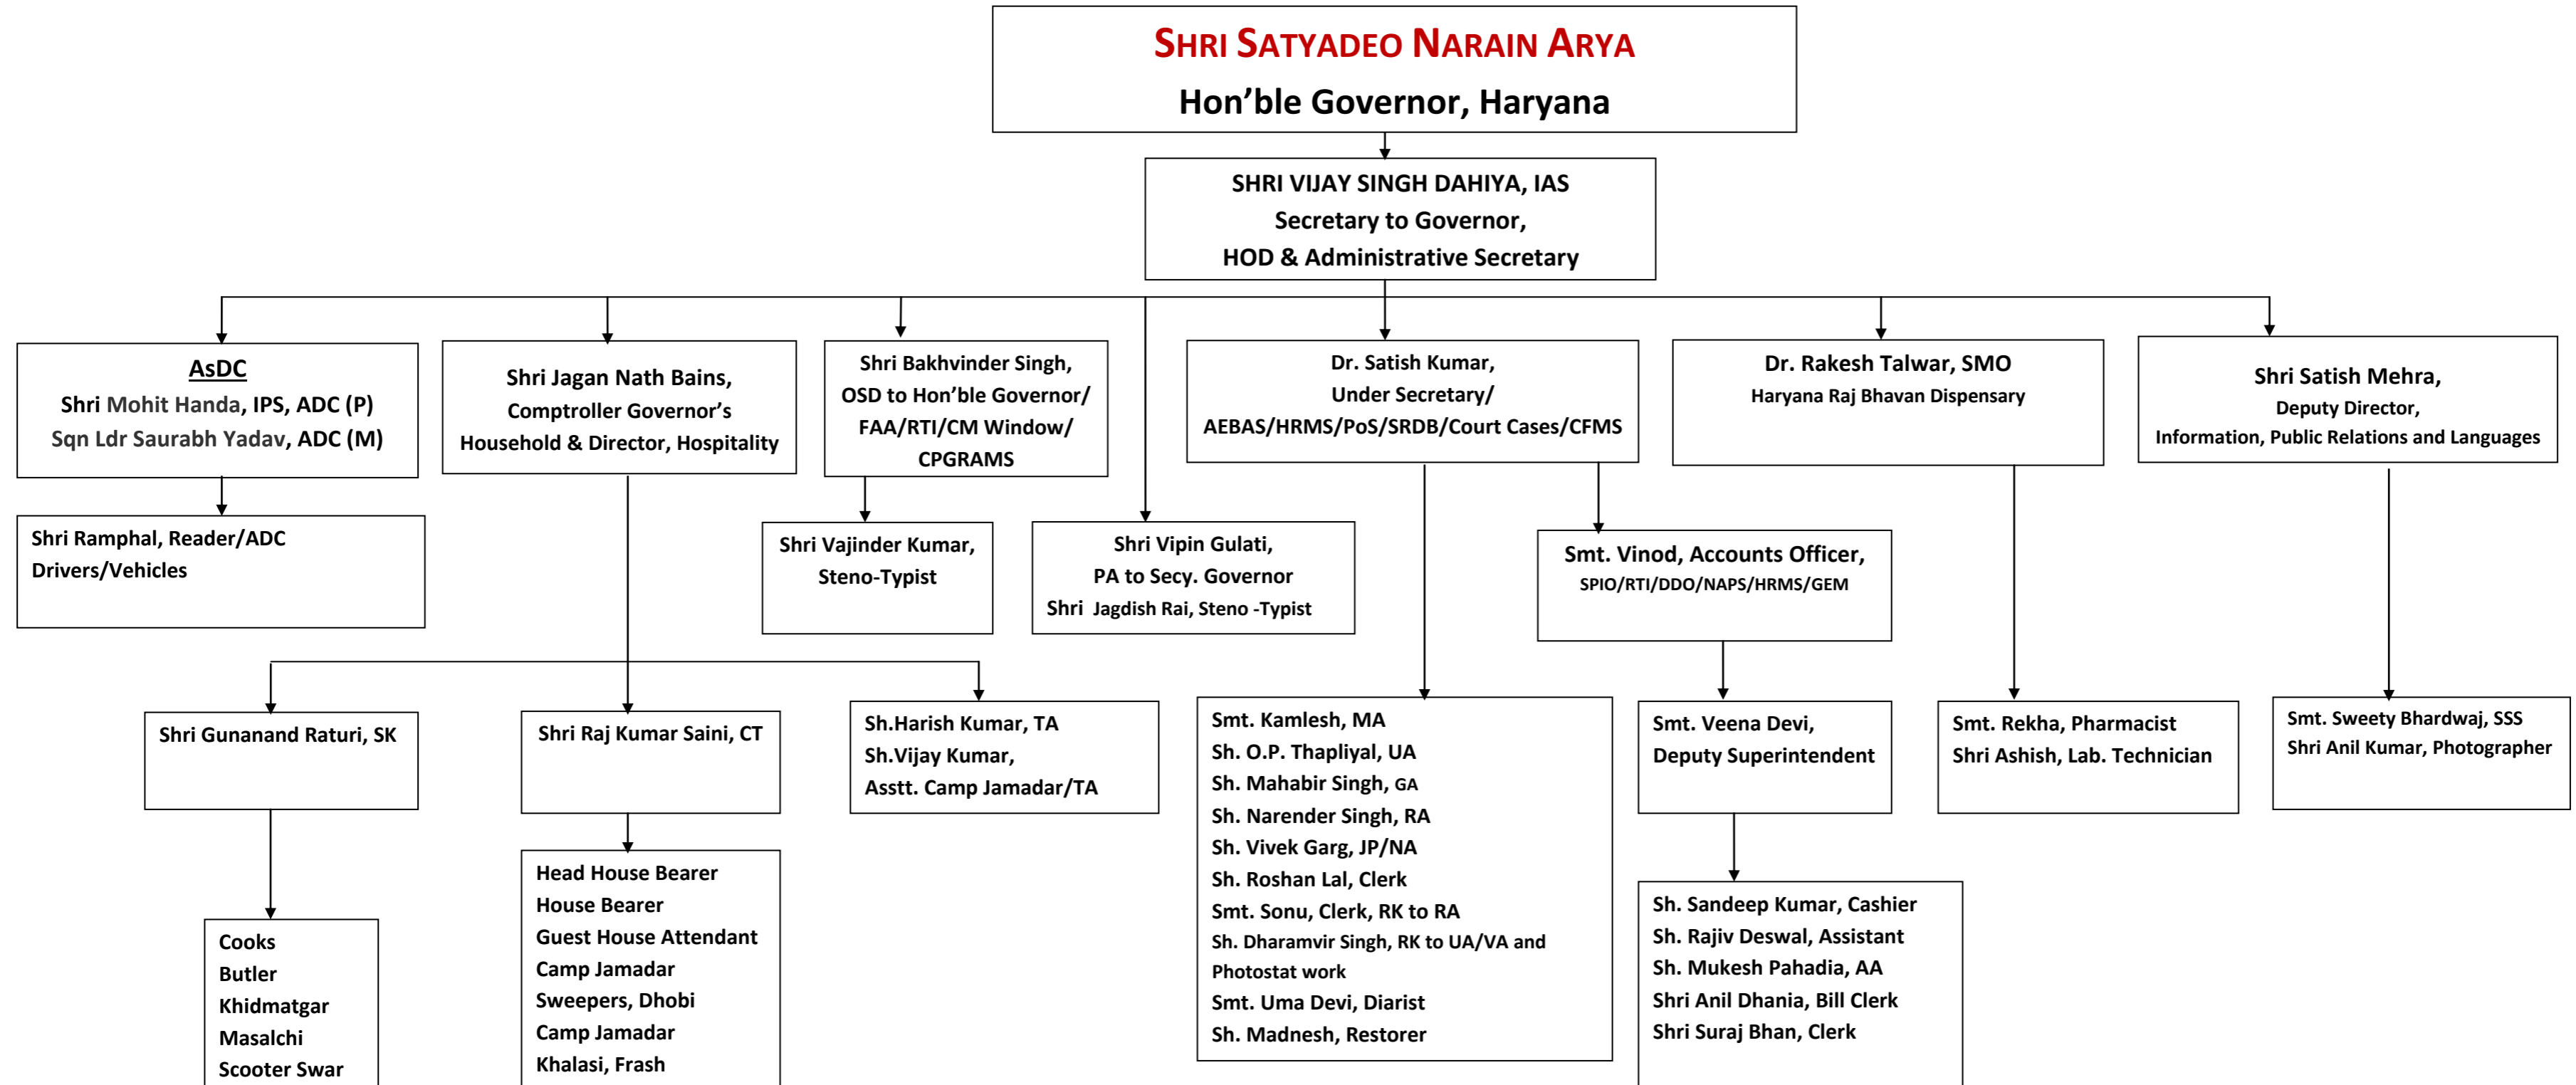 SHRI SATYADEO NARAIN ARYA
Hon’ble Governor, Haryana
SHRI VIJAY SINGH DAHIYA, IAS
Secretary to Governor,
HOD & Administrative Secretary
AsDC
Shri Mohit Handa, IPS, ADC (P)
Sqn Ldr Saurabh Yadav, ADC (M)
Shri Jagan Nath Bains,
Comptroller Governor’s
Household & Director, Hospitality
Shri Bakhvinder Singh,
OSD to Hon’ble Governor/
FAA/RTI/CM Window/
CPGRAMS
Dr. Satish Kumar,
Under Secretary/
AEBAS/HRMS/PoS/SRDB/Court Cases/CFMS
Dr. Rakesh Talwar, SMO
Haryana Raj Bhavan Dispensary
Shri Satish Mehra,
Deputy Director,
Information, Public Relations and Languages
Shri Ramphal, Reader/ADC
Drivers/Vehicles
Shri Vajinder Kumar,
Steno-Typist
Shri Vipin Gulati,
PA to Secy. Governor
Shri Jagdish Rai, Steno -Typist
Smt. Vinod, Accounts Officer,
SPIO/RTI/DDO/NAPS/HRMS/GEM
Shri Gunanand Raturi, SK
Shri Raj Kumar Saini, CT
Sh.Harish Kumar, TA
Sh.Vijay Kumar,
Asstt. Camp Jamadar/TA
Smt. Kamlesh, MA
Sh. O.P. Thapliyal, UA
Sh. Mahabir Singh, GA
Sh. Narender Singh, RA
Sh. Vivek Garg, JP/NA
Sh. Roshan Lal, Clerk
Smt. Sonu, Clerk, RK to RA
Sh. Dharamvir Singh, RK to UA/VA and
Photostat work
Smt. Uma Devi, Diarist
Sh. Madnesh, Restorer
Smt. Veena Devi,
Deputy Superintendent
Smt. Rekha, Pharmacist
Shri Ashish, Lab. Technician
Smt. Sweety Bhardwaj, SSS
Shri Anil Kumar, Photographer
Cooks
Butler
Khidmatgar
Masalchi
Scooter Swar
Head House Bearer
House Bearer
Guest House Attendant
Camp Jamadar
Sweepers, Dhobi
Camp Jamadar
Khalasi, Frash
Sh. Sandeep Kumar, Cashier
Sh. Rajiv Deswal, Assistant
Sh. Mukesh Pahadia, AA
Shri Anil Dhania, Bill Clerk
Shri Suraj Bhan, Clerk